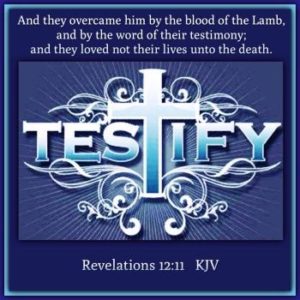 And they overcame him by the blood of the Lamb,
and by the word of their testimony;
and they loved not their lives unto the death.
TESTIFY
Revelations 12:11 KJV